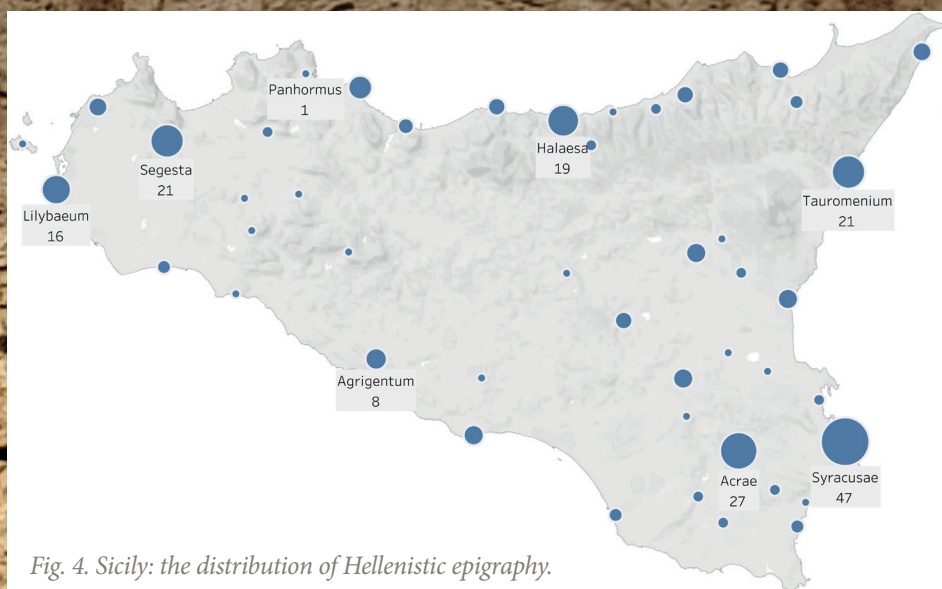 Panhormus
1
Segesta
21
Halaesa
19
Lilybaeum
16
Tauromenium
21
Agrigentum
8
Acrae
27
Syracusae
47
Fig. 4. Sicily: the distribution of Hellenistic epigraphy.